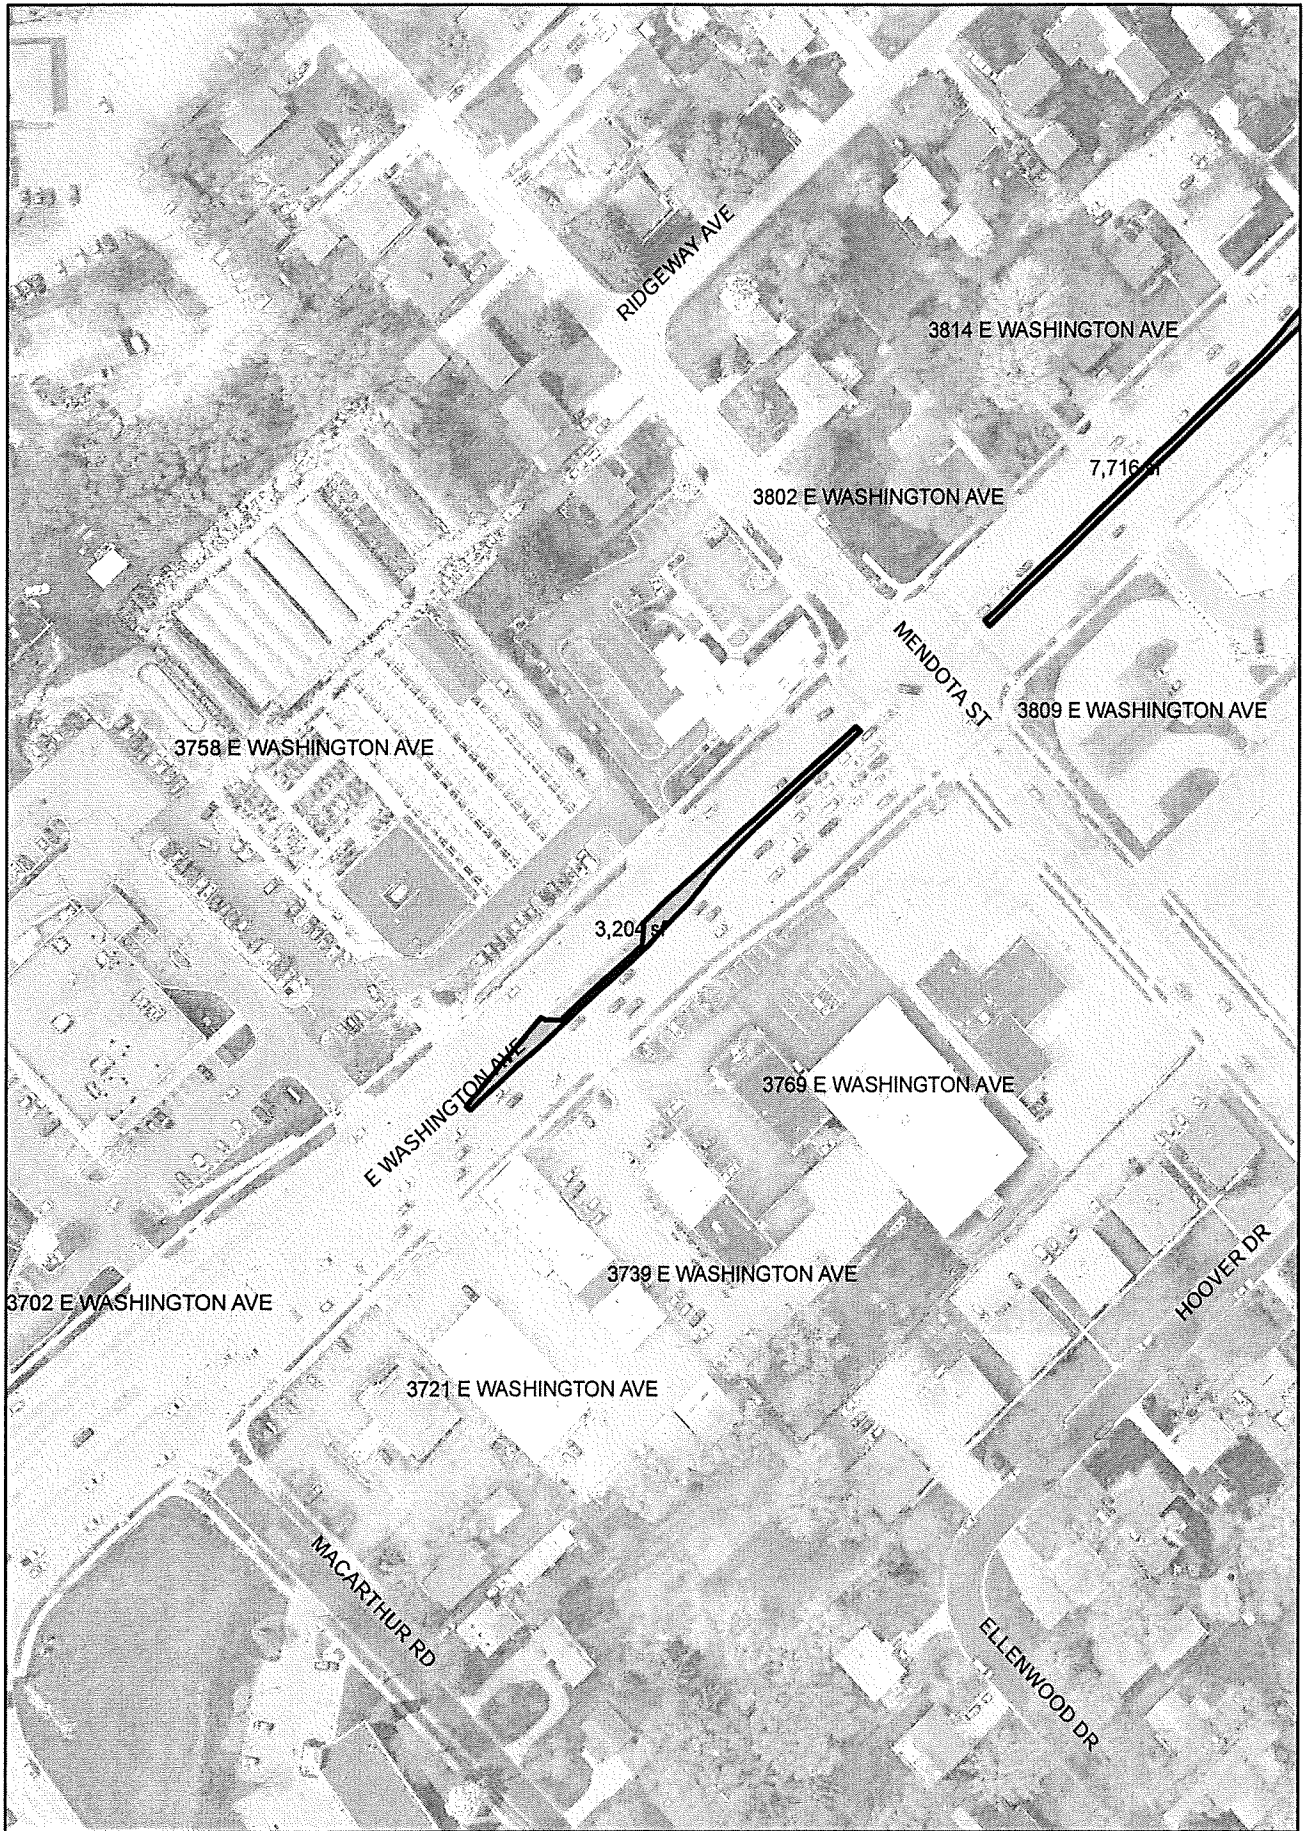 RIDGEWAY AVE
3814 E WASHINGTON AVE
7,716 sf
3802 E WASHINGTON AVE
MENDOTA ST
3809 E WASHINGTON AVE
3758 E WASHINGTON AVE
3,204 sf
E WASHINGTON AVE
3769 E WASHINGTON AVE
HOOVER DR
3739 E WASHINGTON AVE
3702 E WASHINGTON AVE
3721 E WASHINGTON AVE
MACARTHUR RD
ELLENWOOD DR